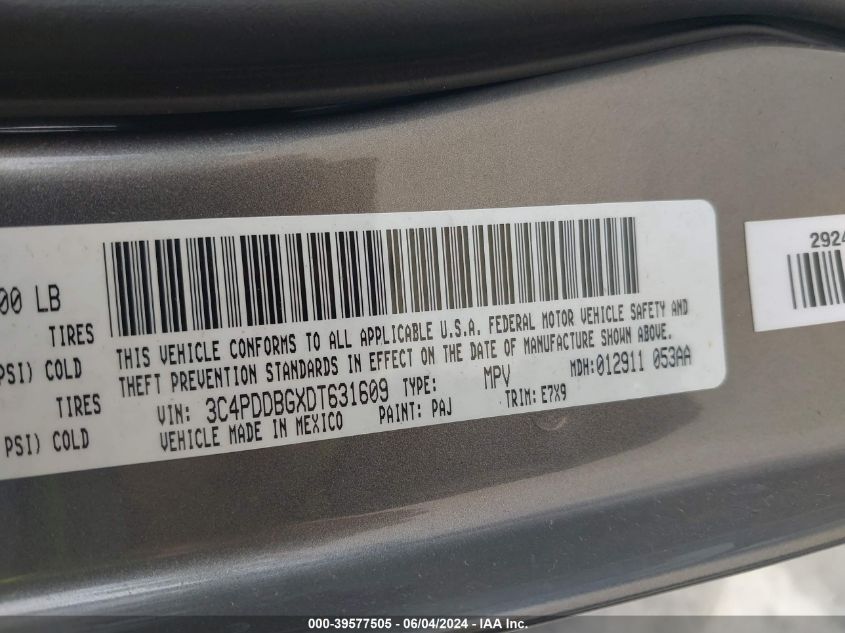 00 LB
TIRES
PSI) COLD
TIRES
PSI) COLD
THIS VEHICLE CONFORMS TO ALL APPLICABLE U.S.A. FEDERAL MOTOR VEHICLE SAFETY AND
THEFT PREVENTION STANDARDS IN EFFECT ON THE DATE OF MANUFACTURE SHOWN ABOVE.
VIN: 3C4PDDBGXDT631609 TYPE: MPV MDH:012911 053AA
VEHICLE MADE IN MEXICO PAINT: PAJ TRIM: E7X9
2924
000-39577505 - 06/04/2024 - IAA Inc.